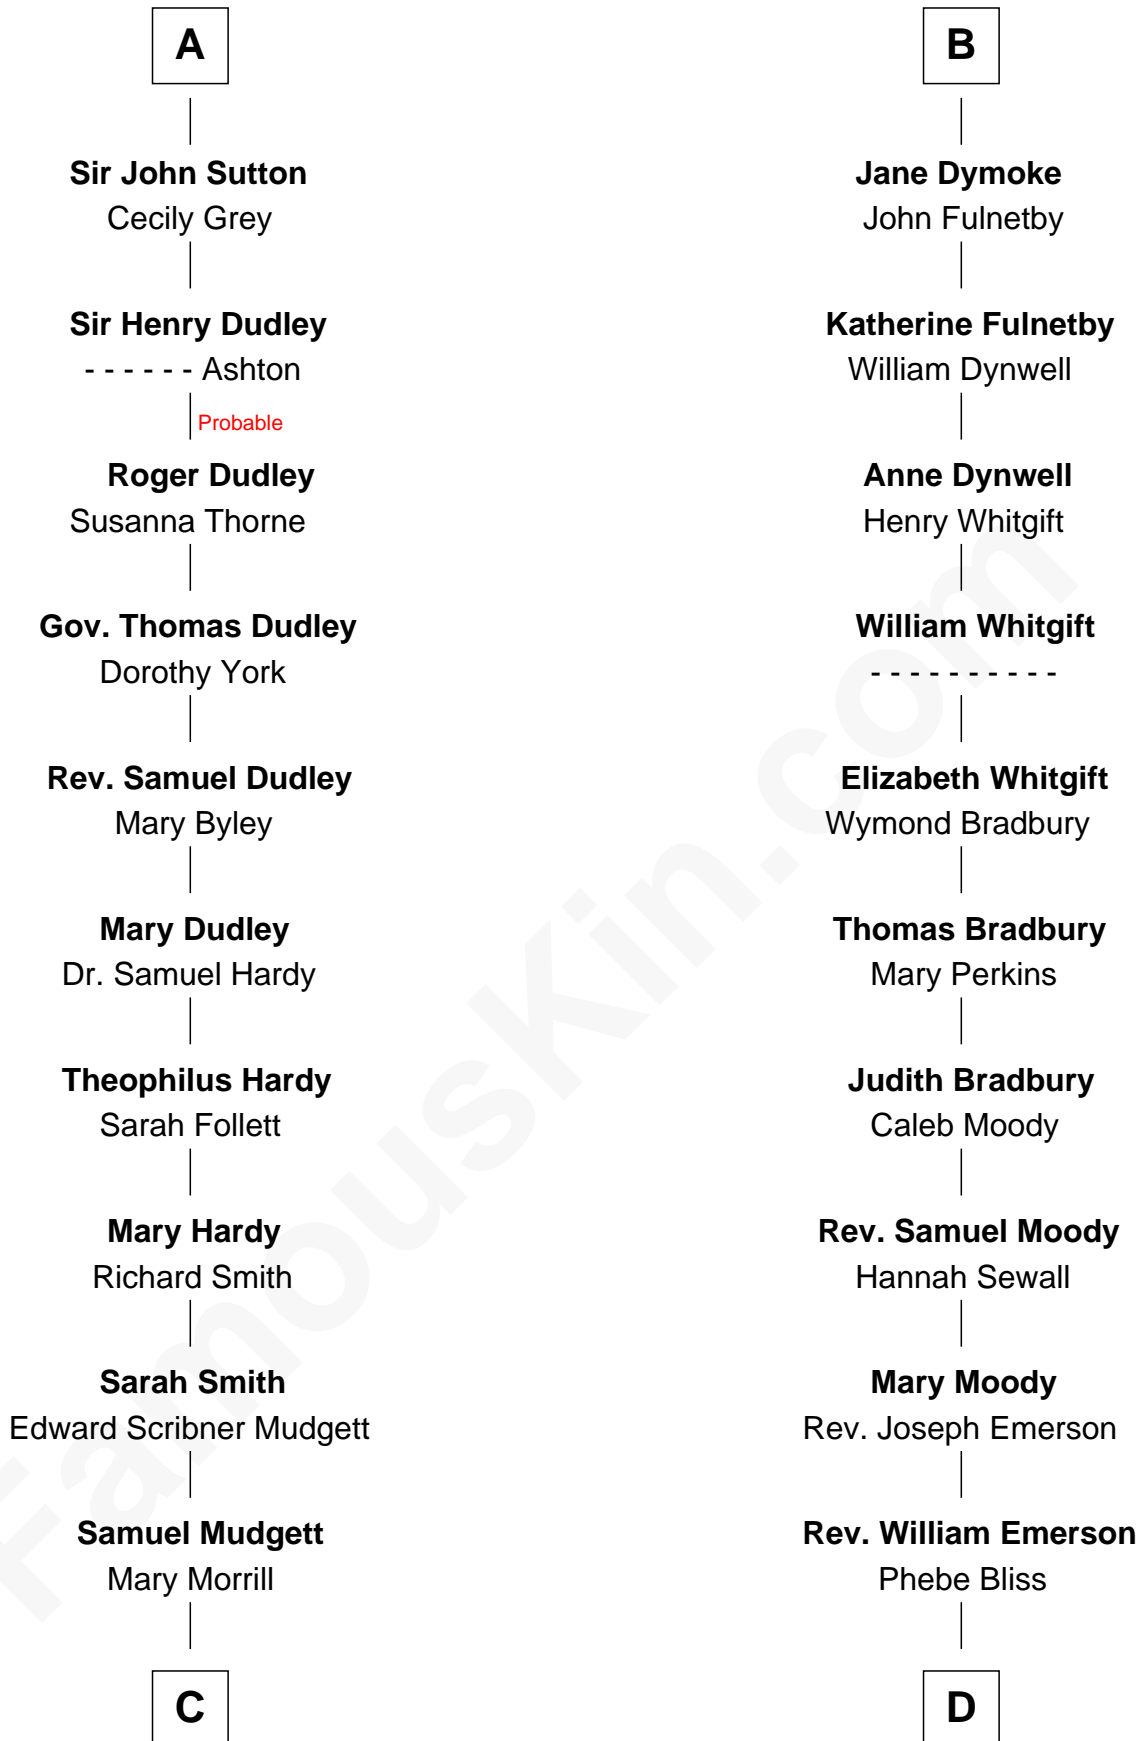 A
Sir John Sutton
Cecily Grey
Sir Henry Dudley
- - - - - - Ashton
Probable
Roger Dudley
Susanna Thorne
Gov. Thomas Dudley
Dorothy York
Rev. Samuel Dudley
Mary Byley
Mary Dudley
Dr. Samuel Hardy
Theophilus Hardy
Sarah Follett
Mary Hardy
Richard Smith
Sarah Smith
Edward Scribner Mudgett
Samuel Mudgett
Mary Morrill
C
B
Jane Dymoke
John Fulnetby
Katherine Fulnetby
William Dynwell
Anne Dynwell
Henry Whitgift
William Whitgift
- - - - - - - - - -
Elizabeth Whitgift
Wymond Bradbury
Thomas Bradbury
Mary Perkins
Judith Bradbury
Caleb Moody
Rev. Samuel Moody
Hannah Sewall
Mary Moody
Rev. Joseph Emerson
Rev. William Emerson
Phebe Bliss
D
FamousKin.com